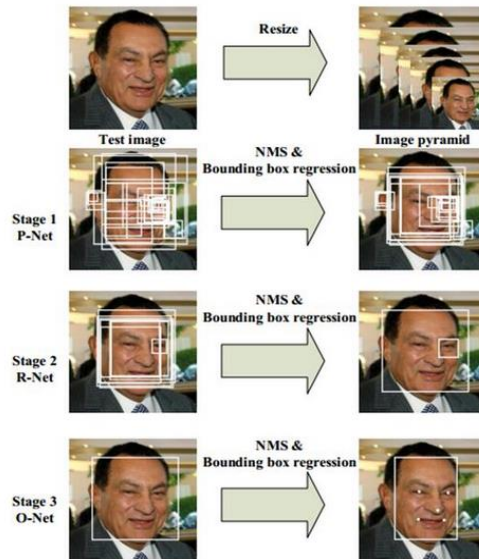 Resize
Test image
Image pyramid
NMS &
Bounding box regression
Stage 1
P-Net
NMS &
Bounding box regression
Stage 2
R-Net
NMS &
Bounding box regression
Stage 3
O-Net